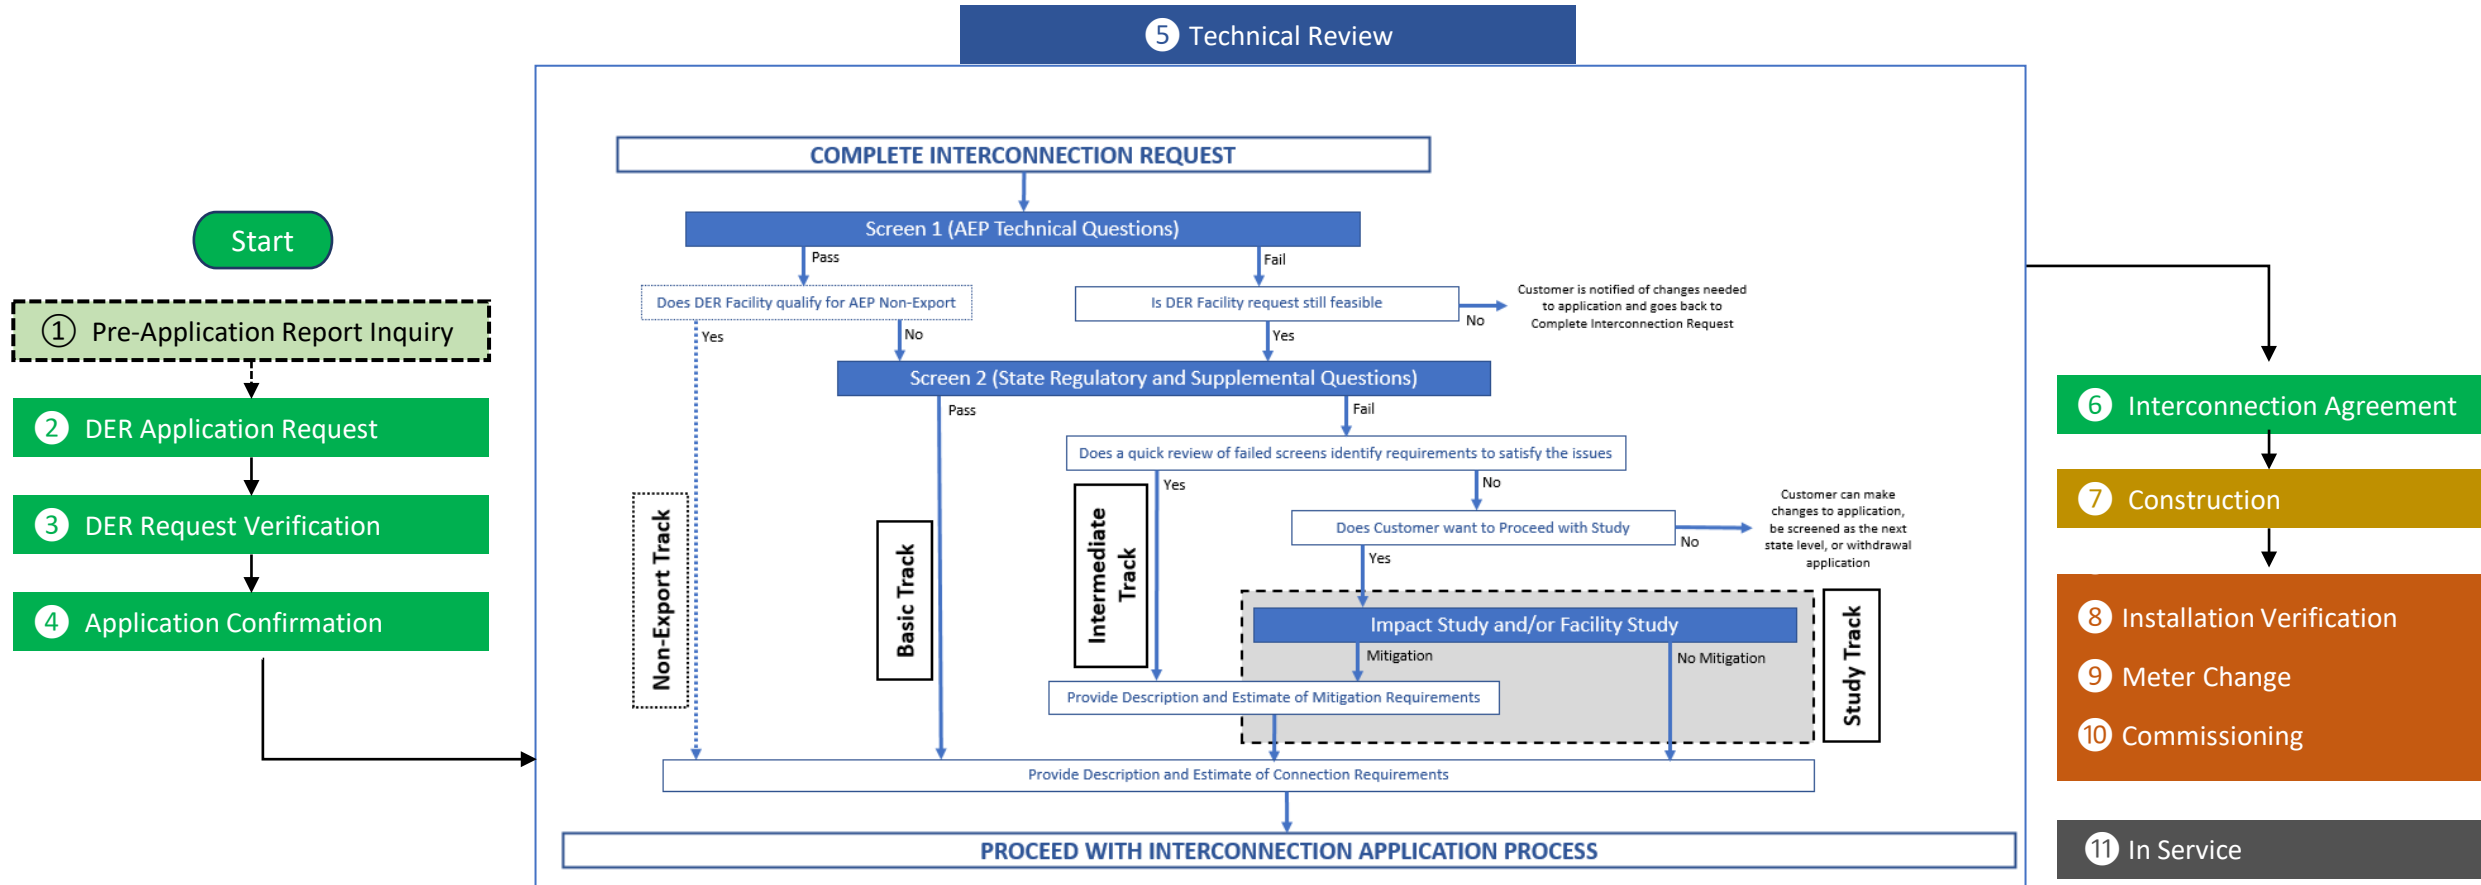 ⑤ Technical Review
Start
① Pre-Application Report Inquiry
② DER Application Request
③ DER Request Verification
④ Application Confirmation
COMPLETE INTERCONNECTION REQUEST
Screen 1 (AEP Technical Questions)
Pass
Fail
Does DER Facility qualify for AEP Non-Export
Is DER Facility request still feasible
No
Customer is notified of changes needed
to application and goes back to
Complete Interconnection Request
Yes
No
Yes
Screen 2 (State Regulatory and Supplemental Questions)
Pass
Fail
Does a quick review of failed screens identify requirements to satisfy the issues
Yes
No
Does Customer want to Proceed with Study
No
Customer can make
changes to application,
be screened as the next
state level, or withdrawal
application
Yes
Non-Export Track
Basic Track
Intermediate
Track
Study Track
Impact Study and/or Facility Study
Mitigation
No Mitigation
Provide Description and Estimate of Mitigation Requirements
Provide Description and Estimate of Connection Requirements
PROCEED WITH INTERCONNECTION APPLICATION PROCESS
⑥ Interconnection Agreement
⑦ Construction
⑧ Installation Verification
⑨ Meter Change
⑩ Commissioning
⑪ In Service